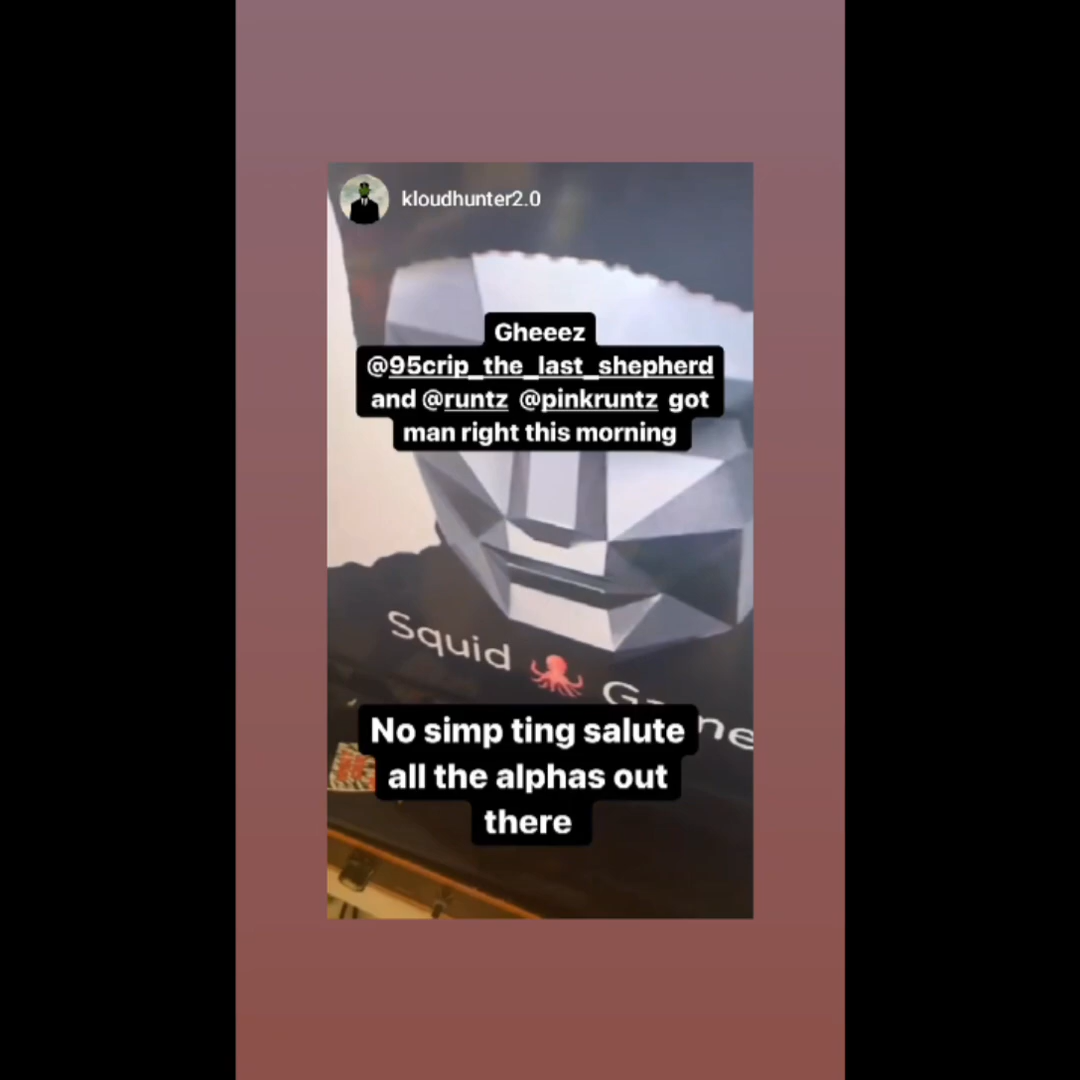 kloudhunter2.0
Gheeez
@95crip_the_last_shepherd
and @runtz @pinkruntz got
man right this morning
Squid 🐙
No simp ting salute
all the alphas out
there